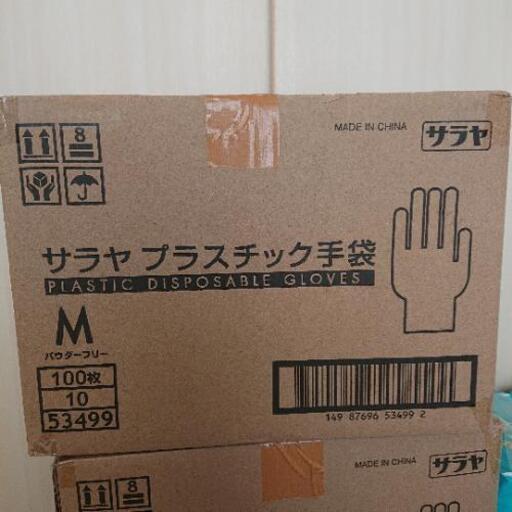 8
MADE IN CHINA
サラヤ
サラヤ プラスチック手袋
PLASTIC DISPOSABLE GLOVES
M
パウダーフリー
100枚
10
53499
149 87696 53499 2
8
MADE IN CHINA
サラヤ